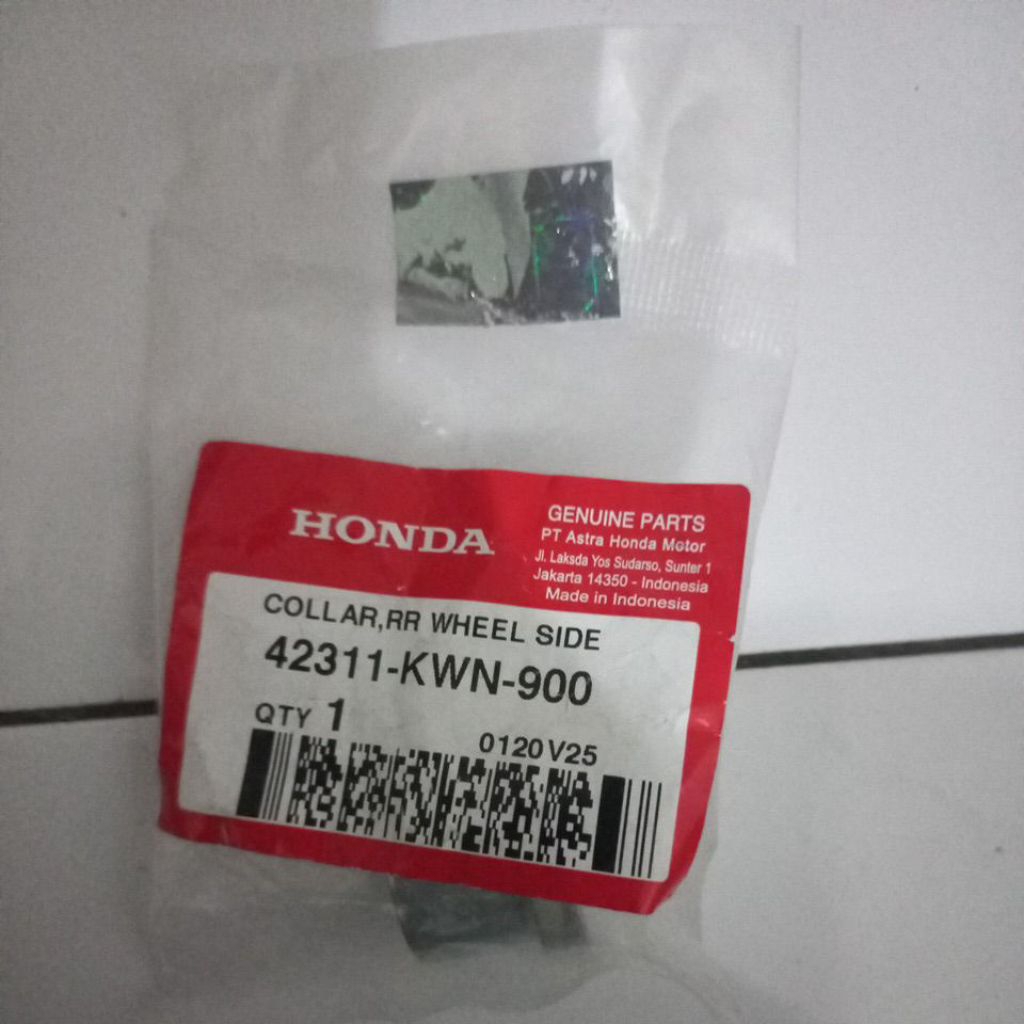 HONDA
GENUINE PARTS
PT Astra Honda Motor
Jl. Laksda Yos Sudarso, Sunter 1
Jakarta 14350 - Indonesia
Made in Indonesia
COLLAR,RR WHEEL SIDE
42311-KWN-900
QTY 1
0120V25